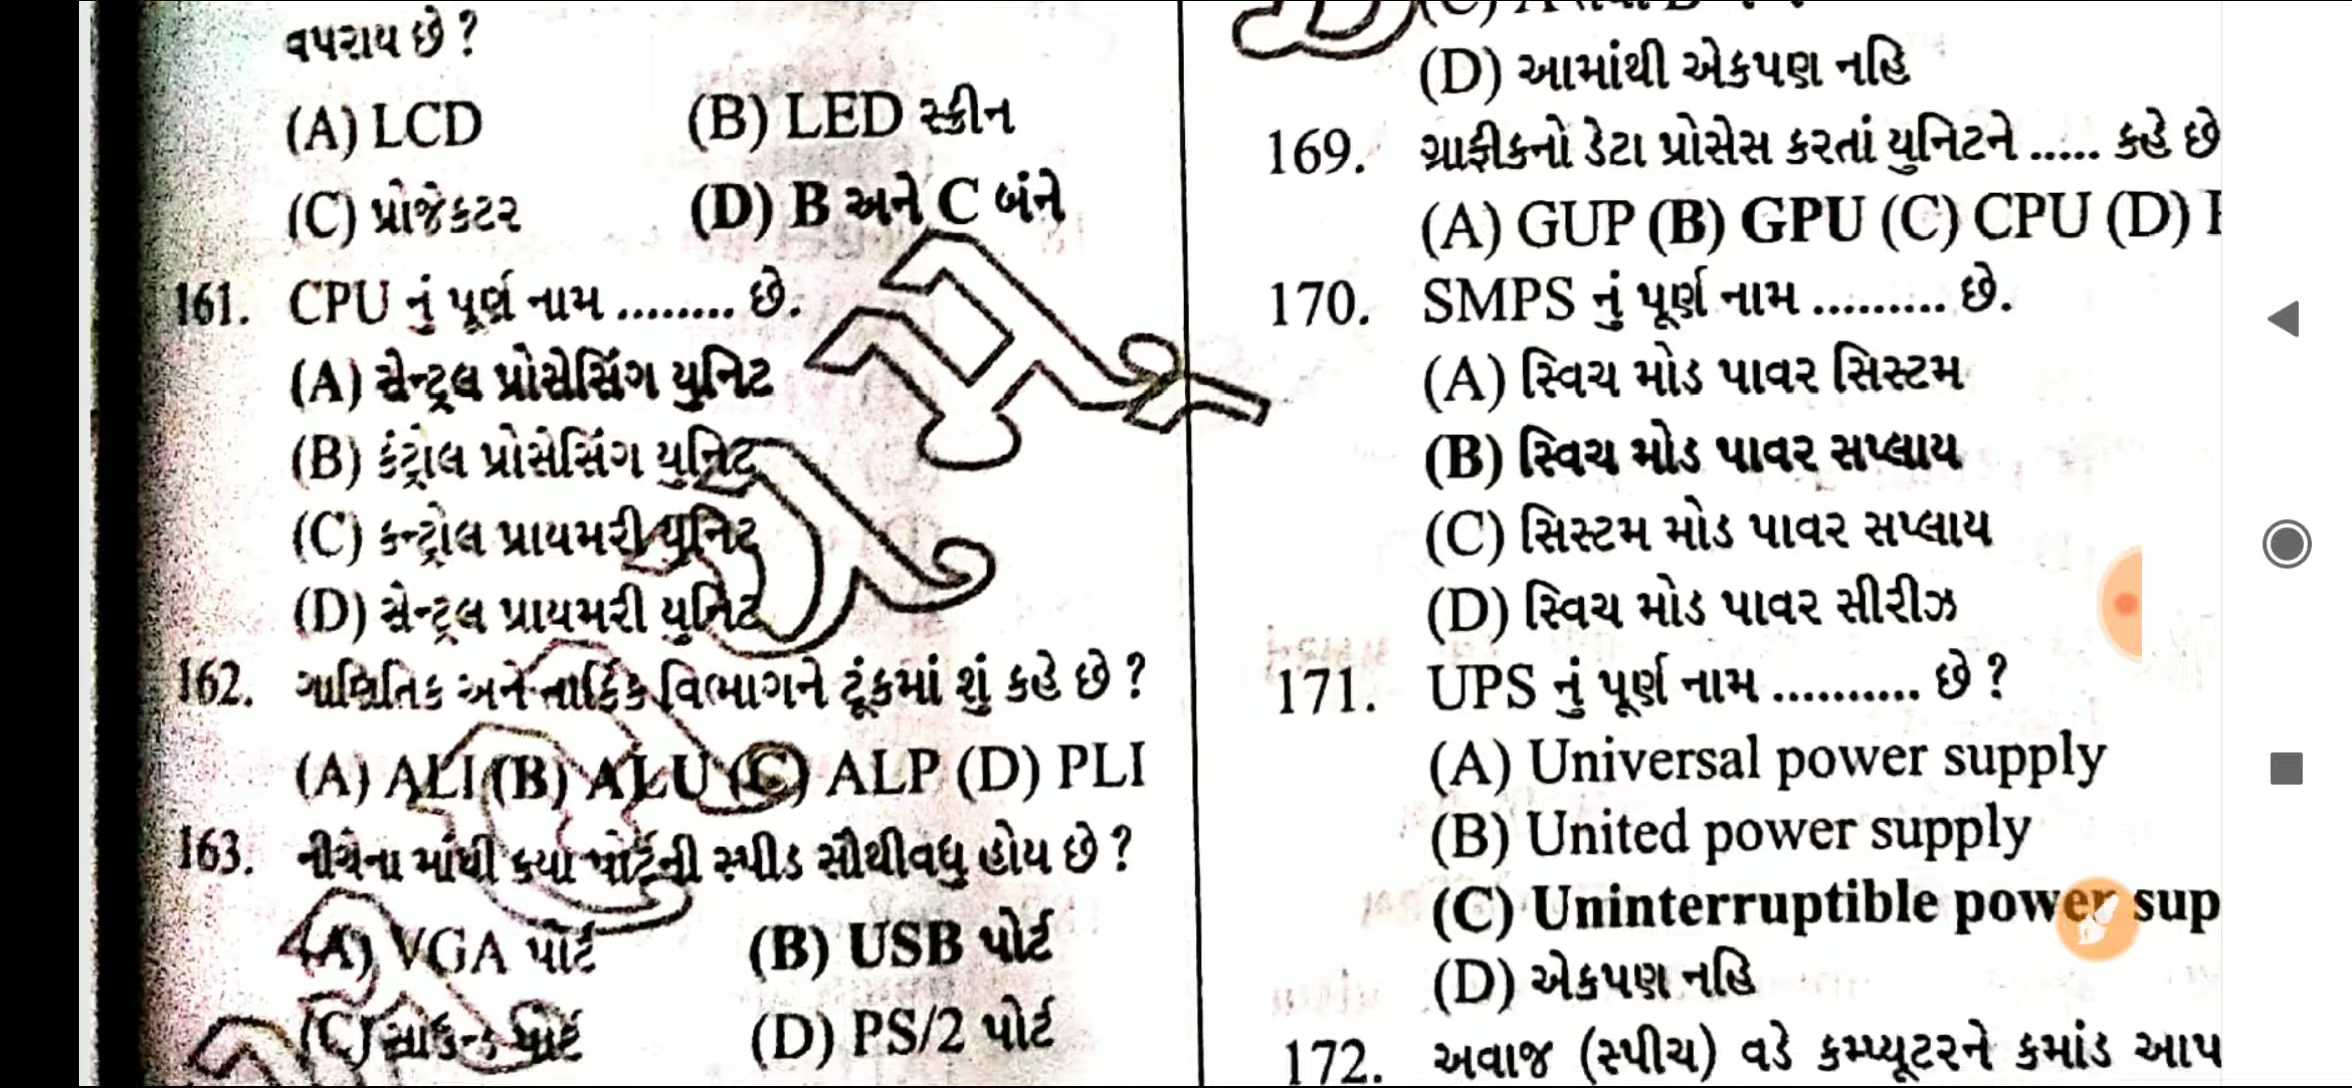 વપરાય છે ?
(A) LCD (B) LED સ્ક્રીન
(C) પ્રોજેકટર (D) B અને C બંને
161. CPU નું પૂર્ણ નામ ......... છે.
(A) સેન્ટ્રલ પ્રોસેસિંગ યુનિટ
(B) કંટ્રોલ પ્રોસેસિંગ યુનિટ
(C) કન્ટ્રોલ પ્રાયમરી યુનિટ
(D) સેન્ટ્રલ પ્રાયમરી યુનિટ
162. ગાણિતિક અને તાર્કિક વિભાગને ટૂંકમાં શું કહે છે ?
(A) ALI (B) ALU (C) ALP (D) PLI
163. નીચેના માંથી કયા પોર્ટની સ્પીડ સૌથીવધુ હોય છે ?
(A) VGA પોર્ટ (B) USB પોર્ટ
(C) સાઉન્ડ પોર્ટ (D) PS/2 પોર્ટ
(D) આમાંથી એકપણ નહિ
169. ગ્રાફીકનો ડેટા પ્રોસેસ કરતાં યુનિટને ..... કહે છે
(A) GUP (B) GPU (C) CPU (D)
170. SMPS નું પૂર્ણ નામ .......... છે.
(A) સ્વિચ મોડ પાવર સિસ્ટમ
(B) સ્વિચ મોડ પાવર સપ્લાય
(C) સિસ્ટમ મોડ પાવર સપ્લાય
(D) સ્વિચ મોડ પાવર સીરીઝ
171. UPS નું પૂર્ણ નામ ........... છે ?
(A) Universal power supply
(B) United power supply
(C) Uninterruptible power sup
(D) એકપણ નહિ
172. અવાજ (સ્પીચ) વડે કમ્પ્યૂટરને કમાંડ આપ